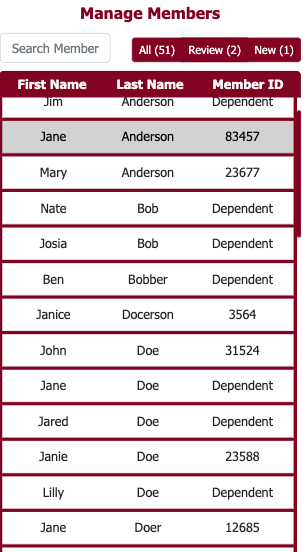 Manage Members
Search Member
All (51) Review (2) New (1)
First Name Last Name Member ID
Jim Anderson Dependent
Jane Anderson 83457
Mary Anderson 23677
Nate Bob Dependent
Josia Bob Dependent
Ben Bobber Dependent
Janice Docerson 3564
John Doe 31524
Jane Doe Dependent
Jared Doe Dependent
Janie Doe 23588
Lilly Doe Dependent
Jane Doer 12685